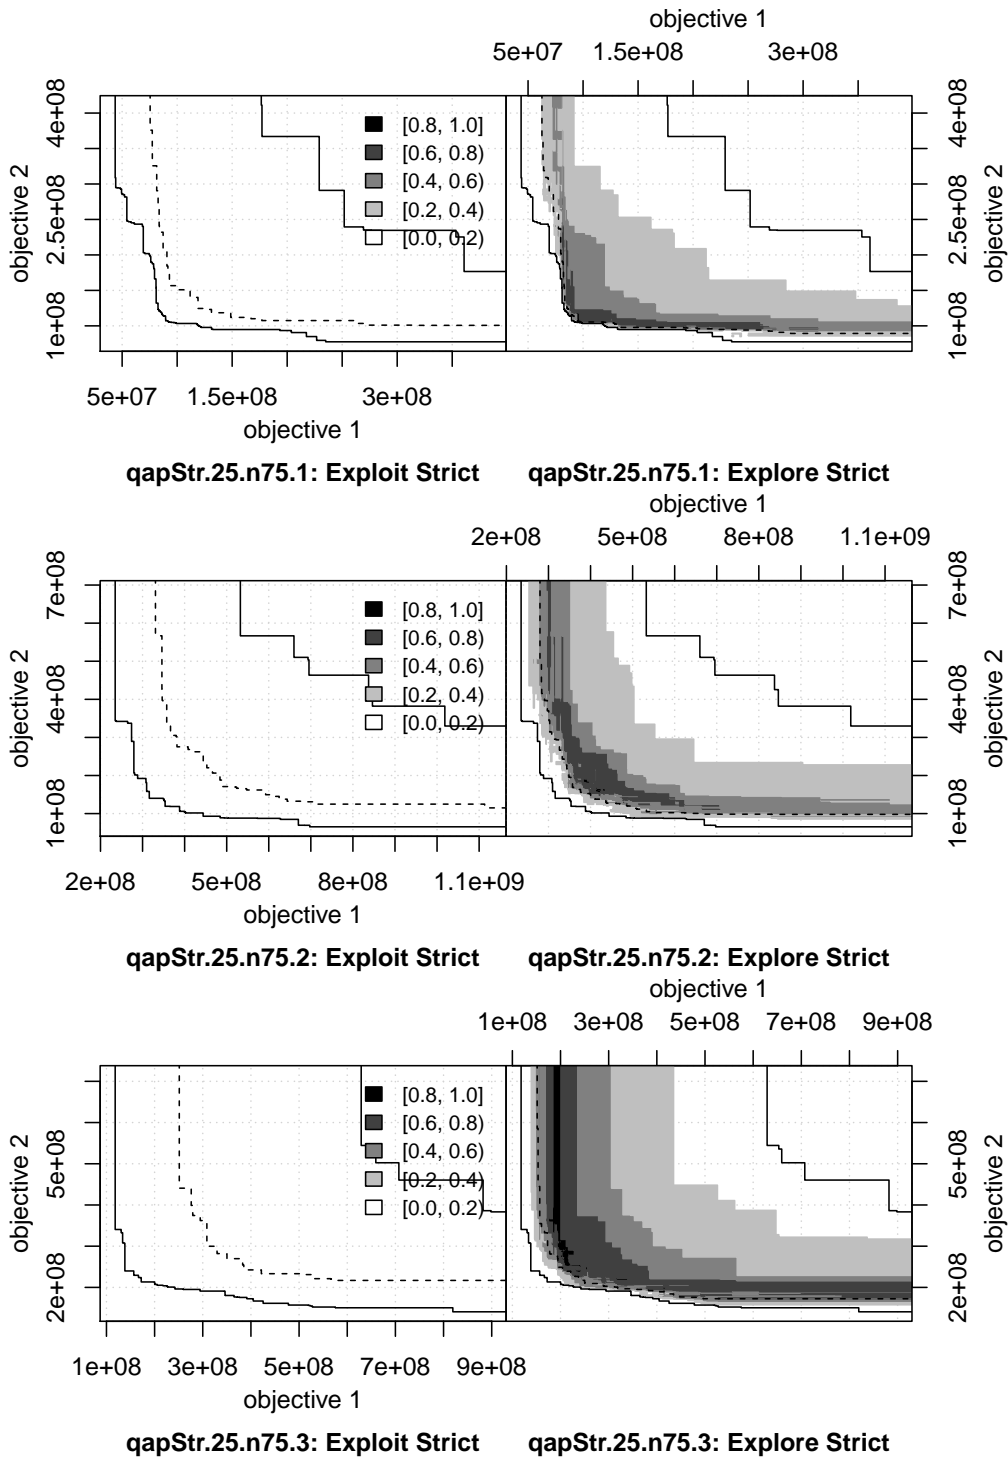 objective 1
5e+07 1.5e+08 3e+08
objective 2
1e+08 2.5e+08 4e+08
[0.8, 1.0]
[0.6, 0.8)
[0.4, 0.6)
[0.2, 0.4)
[0.0, 0.2)
1e+08 2.5e+08 4e+08
objective 2
5e+07 1.5e+08 3e+08
objective 1
qapStr.25.n75.1: Exploit Strict qapStr.25.n75.1: Explore Strict
objective 1
2e+08 5e+08 8e+08 1.1e+09
objective 2
1e+08 4e+08 7e+08
[0.8, 1.0]
[0.6, 0.8)
[0.4, 0.6)
[0.2, 0.4)
[0.0, 0.2)
1e+08 4e+08 7e+08
objective 2
2e+08 5e+08 8e+08 1.1e+09
objective 1
qapStr.25.n75.2: Exploit Strict qapStr.25.n75.2: Explore Strict
objective 1
1e+08 3e+08 5e+08 7e+08 9e+08
objective 2
2e+08 5e+08
[0.8, 1.0]
[0.6, 0.8)
[0.4, 0.6)
[0.2, 0.4)
[0.0, 0.2)
2e+08 5e+08
objective 2
1e+08 3e+08 5e+08 7e+08 9e+08
objective 1
qapStr.25.n75.3: Exploit Strict qapStr.25.n75.3: Explore Strict